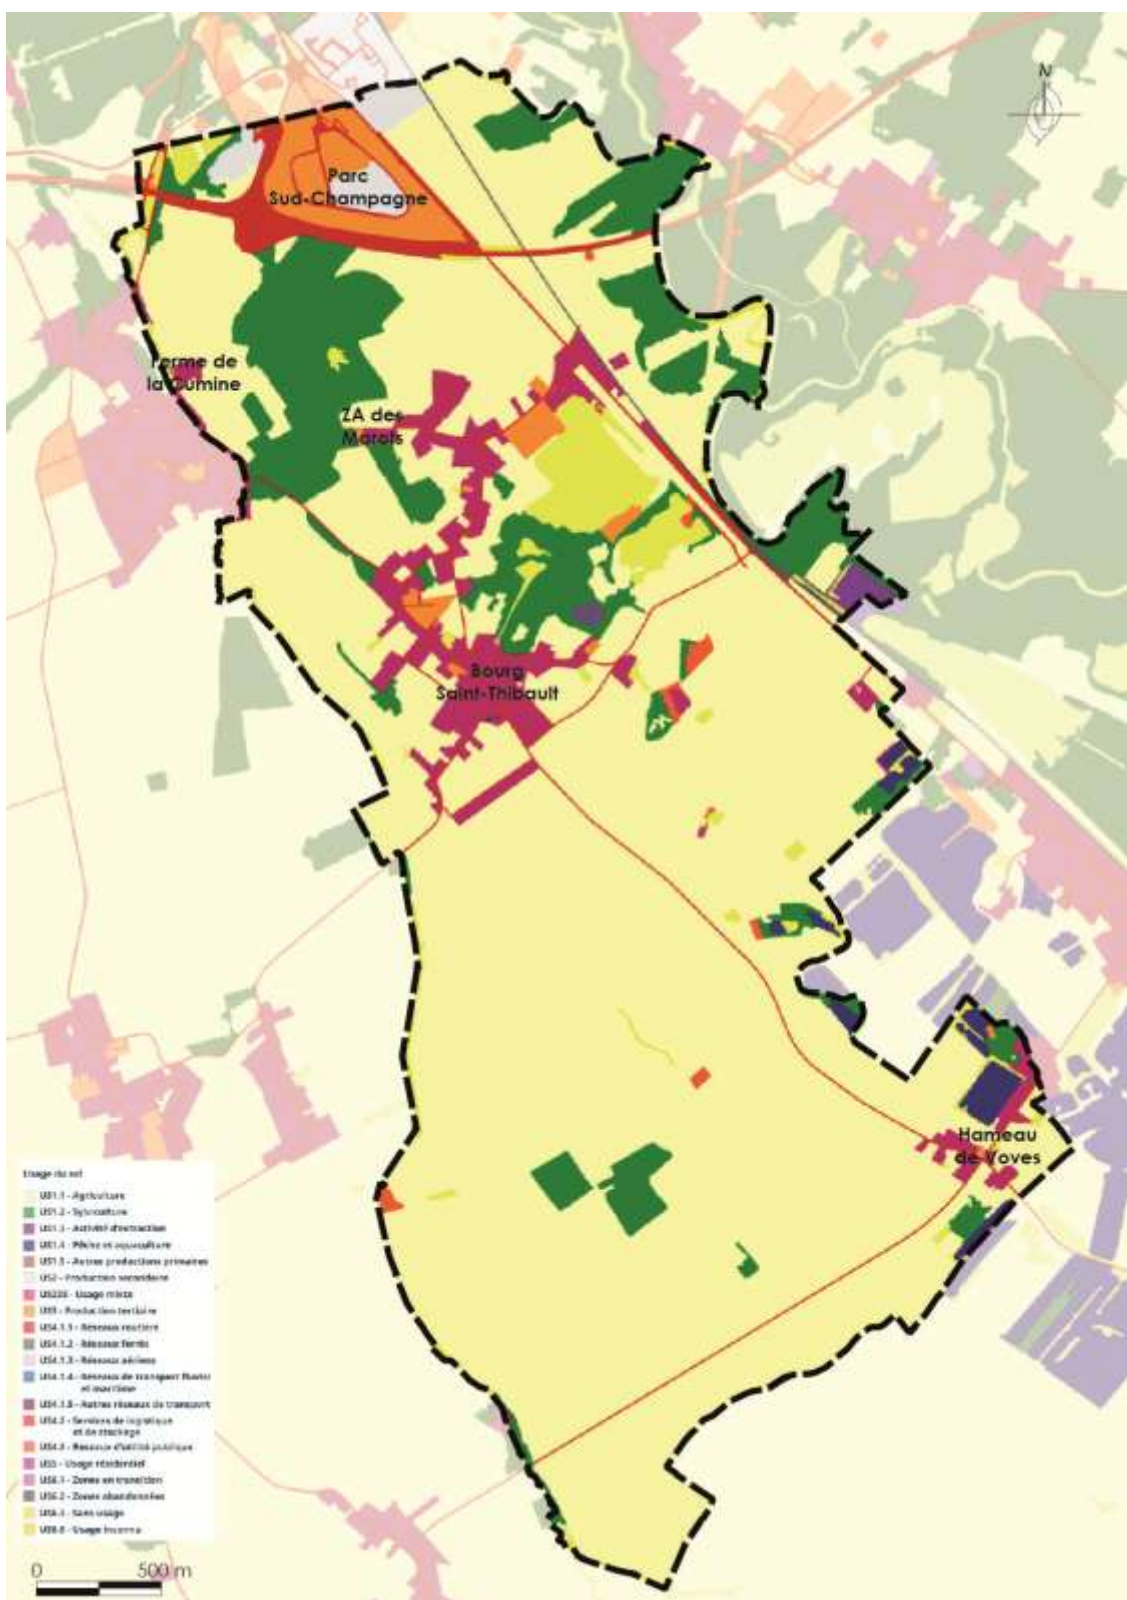 N
Parc
Sud-Champagne
Ferme de
la Cumine
ZA des
Marots
Bourg
Saint-Thibault
Hameau
de Voves
Usage du sol
US1.1 - Agriculture
US1.2 - Sylviculture
US1.3 - Activité d'extraction
US1.4 - Pêche et aquaculture
US1.5 - Autres productions primaires
US2 - Production secondaire
US235 - Usage mixte
US3 - Production tertiaire
US4.1.1 - Réseaux routiers
US4.1.2 - Réseaux ferrés
US4.1.3 - Réseaux aériens
US4.1.4 - Réseaux de transport fluvial
et maritime
US4.1.5 - Autres réseaux de transport
US4.2 - Services de logistique
et de stockage
US4.3 - Réseaux d'utilité publique
US5 - Usage résidentiel
US6.1 - Zones en transition
US6.2 - Zones abandonnées
US6.3 - Sans usage
US6.6 - Usage inconnu
0 500 m